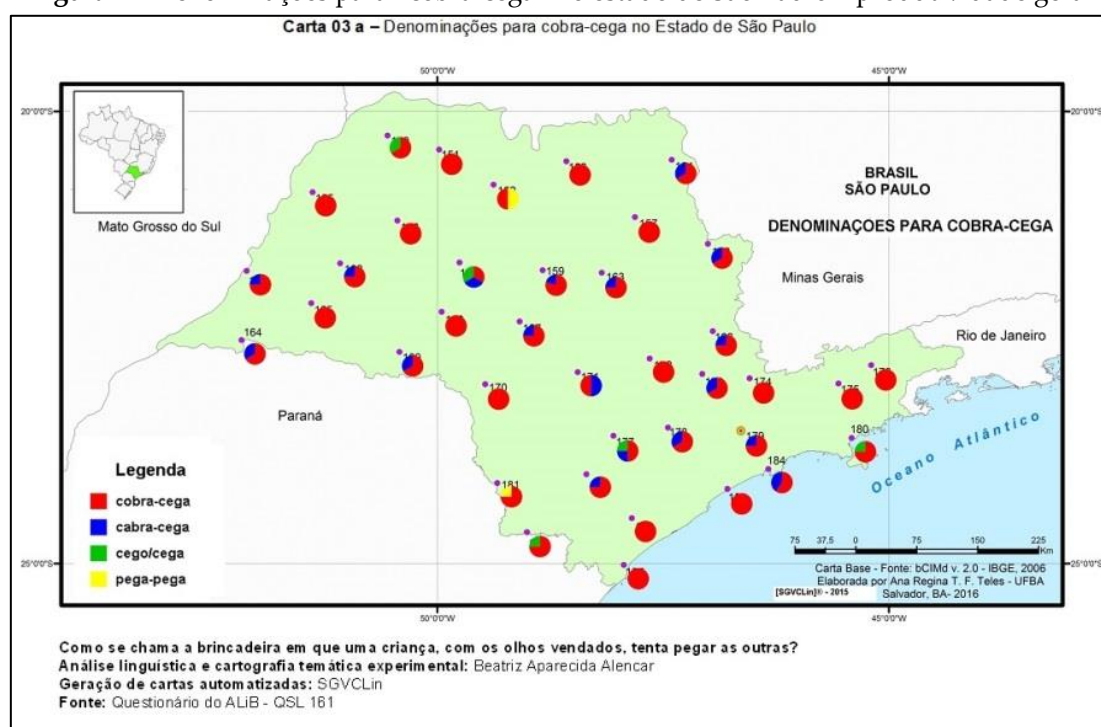 Carta 03 a – Denominações para cobra-cega no Estado de São Paulo
50°0'0"W
45°0'0"W
20°0'0"S
20°0'0"S
BRASIL
SÃO PAULO
DENOMINAÇOES PARA COBRA-CEGA
Mato Grosso do Sul
Minas Gerais
Rio de Janeiro
Paraná
Oceano Atlântico
157
159
163
164
170
171
174
177
180
181
184
Legenda
cobra-cega
cabra-cega
cego/cega
pega-pega
75 37,5 0 75 150 225
Km
25°0'0"S
25°0'0"S
Carta Base - Fonte: bCIMd v. 2.0 - IBGE, 2006
Elaborada por Ana Regina T. F. Teles - UFBA
[SGVCLin]® - 2015
Salvador, BA- 2016
50°0'0"W
45°0'0"W
Como se chama a brincadeira em que uma criança, com os olhos vendados, tenta pegar as outras?
Análise linguística e cartografia temática experimental: Beatriz Aparecida Alencar
Geração de cartas automatizadas: SGVCLin
Fonte: Questionário do ALiB - QSL 161